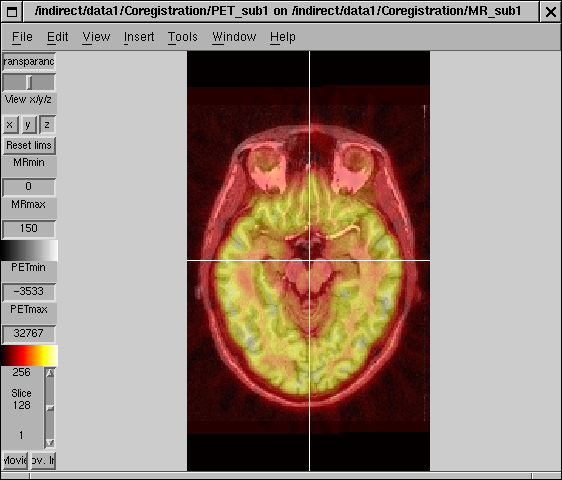 /indirect/data1/Coregistration/PET_sub1 on /indirect/data1/Coregistration/MR_sub1
File Edit View Insert Tools Window Help
ransparanc
View x/y/z
x y z
Reset lims
MRmin
0
MRmax
150
PETmin
-3533
PETmax
32767
256
Slice
128
1
Movie ov. In